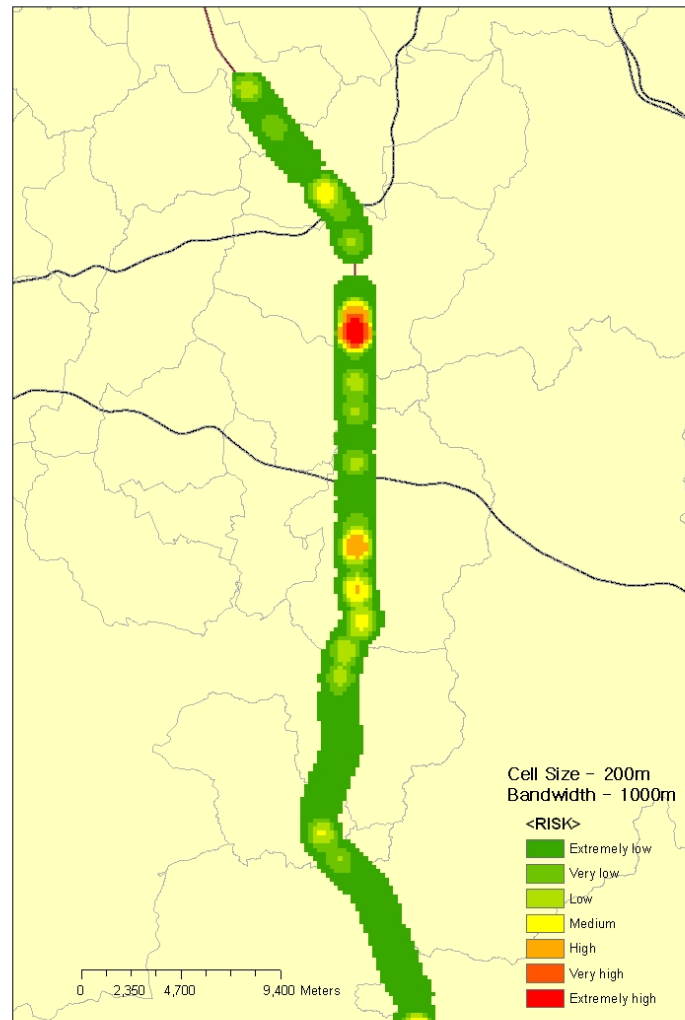 Cell Size - 200m
Bandwidth - 1000m
<RISK>
Extremely low
Very low
Low
Medium
High
Very high
Extremely high
0 2,350 4,700 9,400 Meters